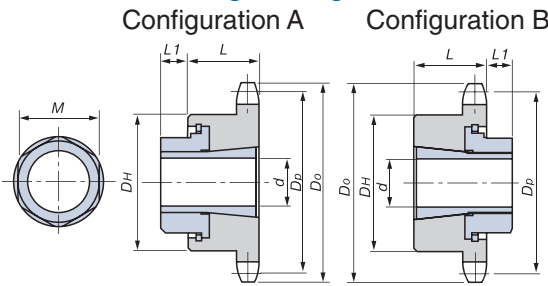 Configuration A
Configuration B
L1
L
L
L1
M
DH
d
DP
DO
DO
DH
d
DP